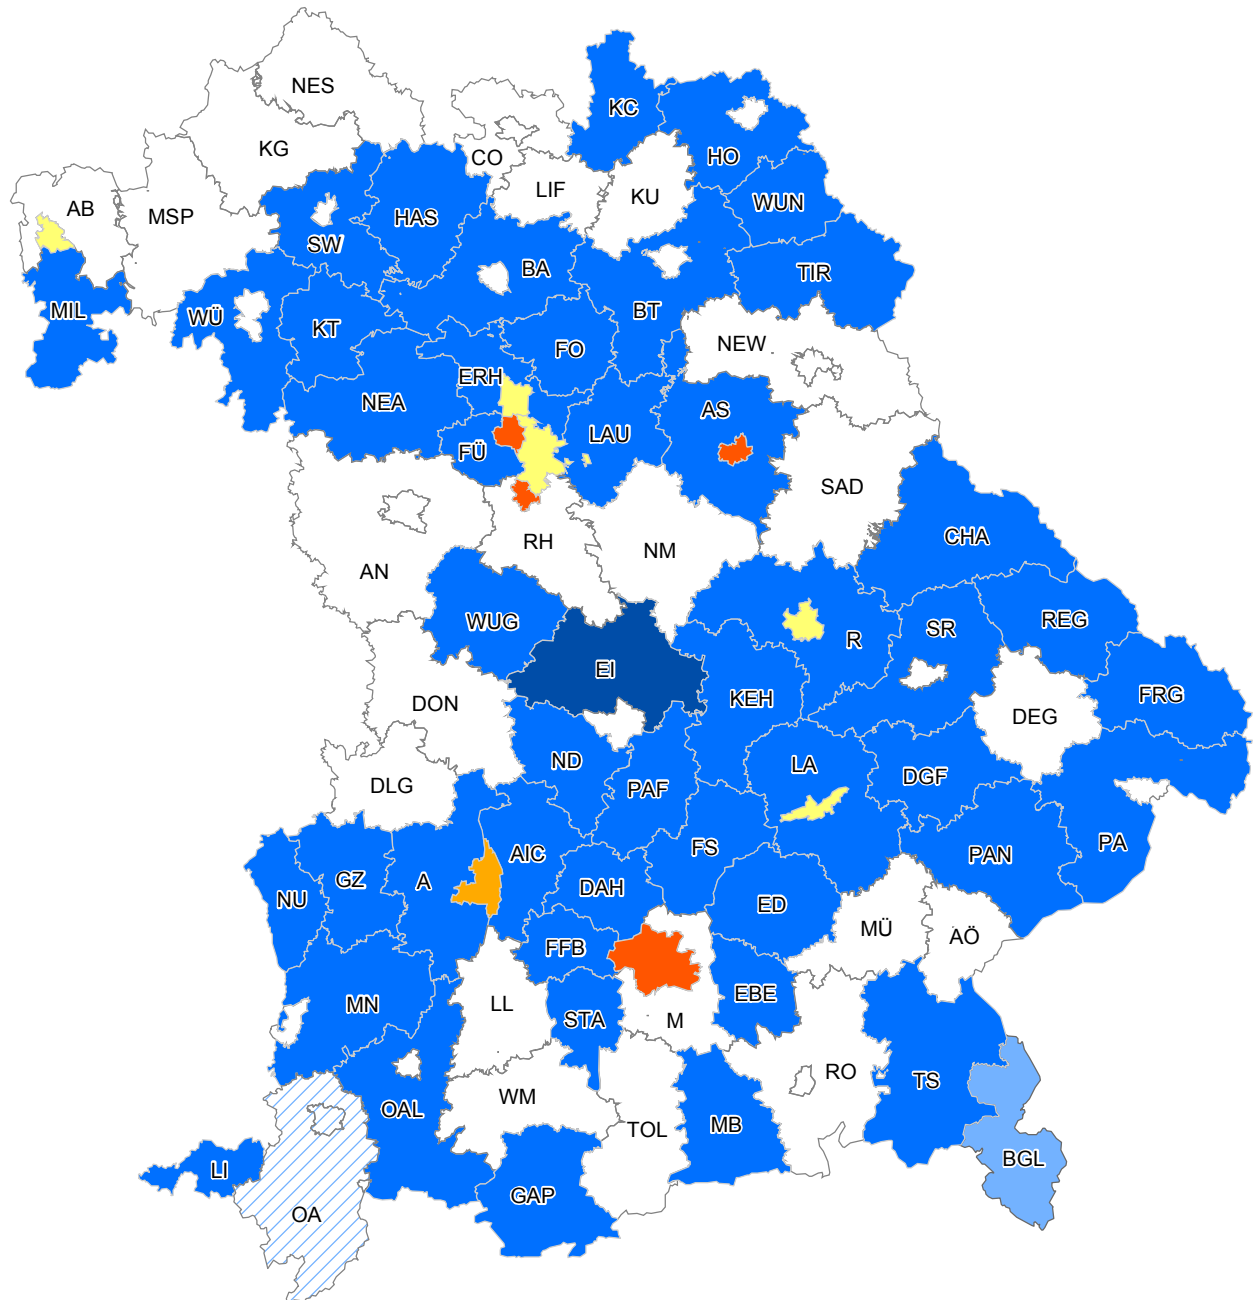 NES
KC
KG
HO
CO
LIF
KU
WUN
AB
MSP
HAS
SW
BA
TIR
MIL
WÜ
KT
BT
FO
NEW
ERH
NEA
AS
FÜ
LAU
SAD
CHA
RH
NM
AN
WUG
SR
REG
R
EI
KEH
FRG
DON
DEG
ND
LA
DGF
PAF
DLG
AIC
FS
PAN
PA
GZ
A
DAH
NU
ED
MÜ
AÖ
FFB
EBE
MN
LL
STA
M
RO
TS
WM
OAL
MB
TOL
BGL
LI
GAP
OA